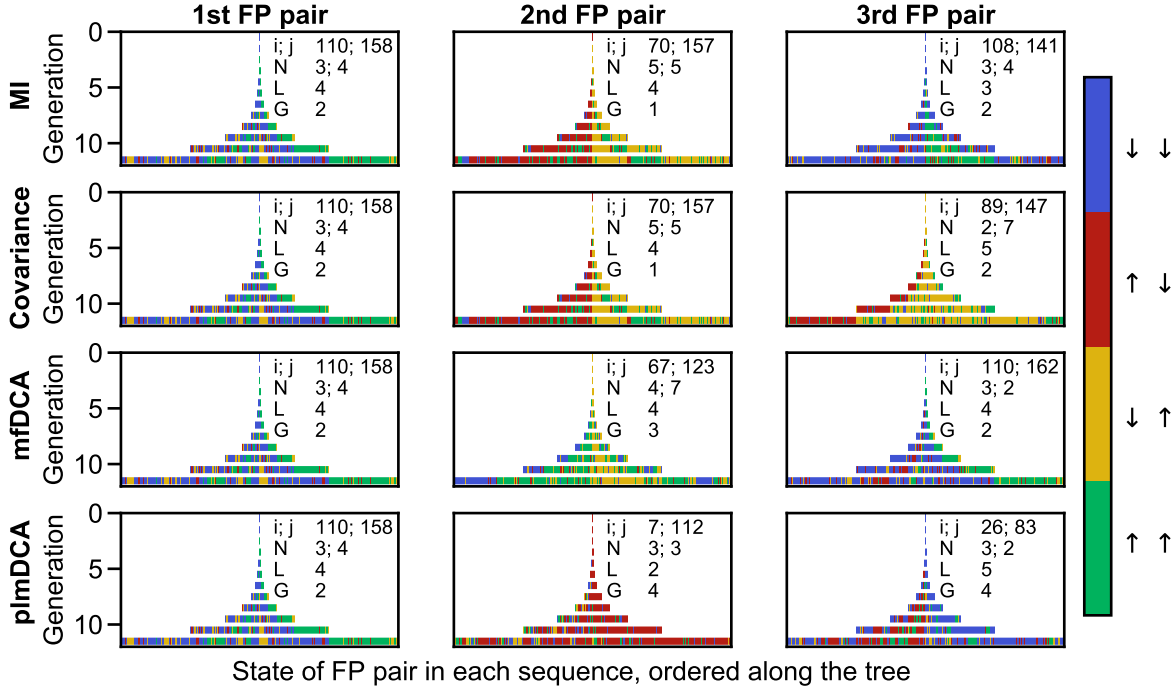 1st FP pair 2nd FP pair 3rd FP pair
MI
Generation
0
5
10
i; j 110; 158
N 3; 4
L 4
G 2
i; j 70; 157
N 5; 5
L 4
G 1
i; j 108; 141
N 3; 4
L 3
G 2
Covariance
Generation
0
5
10
i; j 110; 158
N 3; 4
L 4
G 2
i; j 70; 157
N 5; 5
L 4
G 1
i; j 89; 147
N 2; 7
L 5
G 2
mfDCA
Generation
0
5
10
i; j 110; 158
N 3; 4
L 4
G 2
i; j 67; 123
N 4; 7
L 4
G 3
i; j 110; 162
N 3; 2
L 4
G 2
plmDCA
Generation
0
5
10
i; j 110; 158
N 3; 4
L 4
G 2
i; j 7; 112
N 3; 3
L 2
G 4
i; j 26; 83
N 3; 2
L 5
G 4
↓ ↓
↑ ↓
↓ ↑
↑ ↑
State of FP pair in each sequence, ordered along the tree